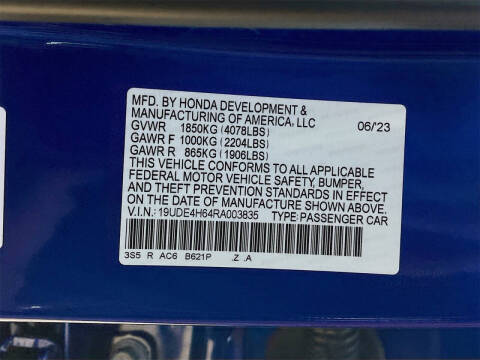 MFD. BY HONDA DEVELOPMENT &
MANUFACTURING OF AMERICA, LLC 06/'23
GVWR 1850KG (4078LBS)
GAWR F 1000KG (2204LBS)
GAWR R 865KG (1906LBS)
THIS VEHICLE CONFORMS TO ALL APPLICABLE
FEDERAL MOTOR VEHICLE SAFETY, BUMPER,
AND THEFT PREVENTION STANDARDS IN EFFECT
ON THE DATE OF MANUFACTURE SHOWN ABOVE.
V.I.N.: 19UDE4H64RA003835 TYPE: PASSENGER CAR
3S5 R AC6 B621P .Z .A